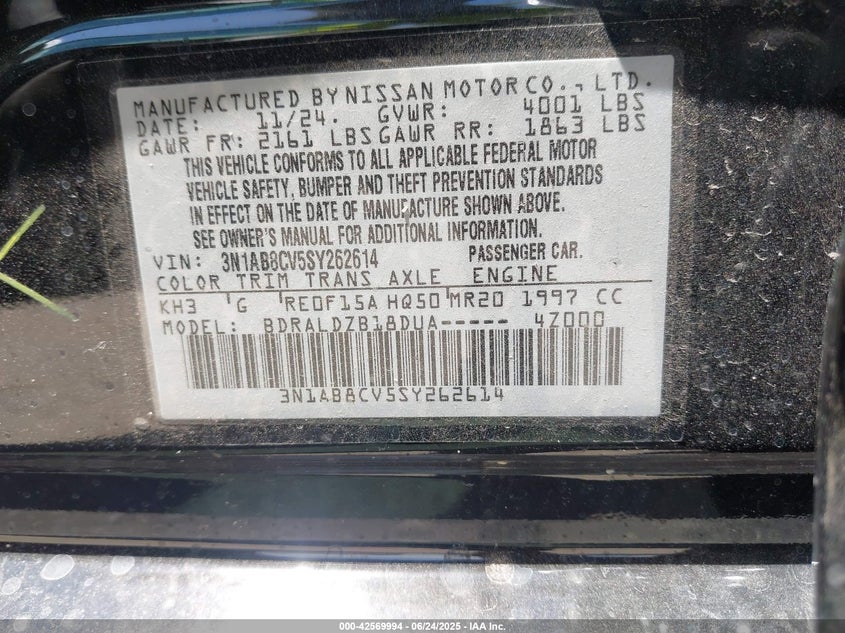 MANUFACTURED BY NISSAN MOTOR CO., LTD.
DATE: 11/24. GVWR: 4001 LBS
GAWR FR: 2161 LBS GAWR RR: 1863 LBS
THIS VEHICLE CONFORMS TO ALL APPLICABLE FEDERAL MOTOR
VEHICLE SAFETY, BUMPER AND THEFT PREVENTION STANDARDS
IN EFFECT ON THE DATE OF MANUFACTURE SHOWN ABOVE.
SEE OWNER'S MANUAL FOR ADDITIONAL INFORMATION.
VIN: 3N1AB8CV5SY262614 PASSENGER CAR.
COLOR TRIM TRANS AXLE ENGINE
KH3 'G 'RE0F15A HQ50'MR20 1997 CC
MODEL: BDRALDZB18DUA----- 4Z000
3N1AB8CV5SY262614
000-42569994 - 06/24/2025 - IAA Inc.